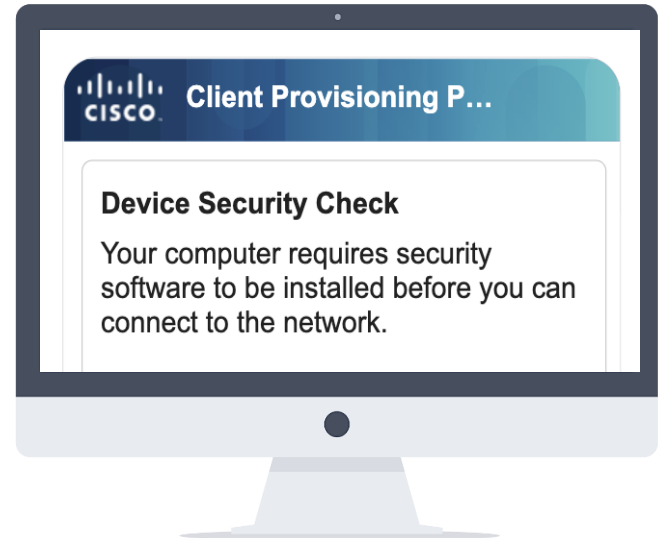 CISCO
Client Provisioning P...
Device Security Check
Your computer requires security
software to be installed before you can
connect to the network.